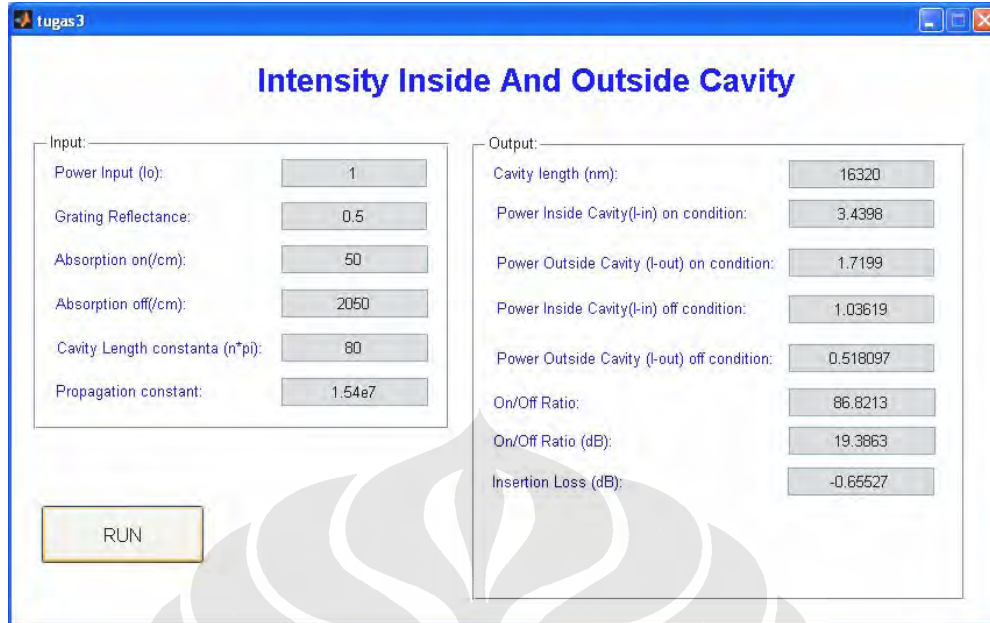 tugas3
Intensity Inside And Outside Cavity
Input:
Power Input (Io): 1
Grating Reflectance: 0.5
Absorption on(/cm): 50
Absorption off(/cm): 2050
Cavity Length constanta (n*pi): 80
Propagation constant: 1.54e7
RUN
Output:
Cavity length (nm): 16320
Power Inside Cavity(I-in) on condition: 3.4398
Power Outside Cavity (I-out) on condition: 1.7199
Power Inside Cavity(I-in) off condition: 1.03619
Power Outside Cavity (I-out) off condition: 0.518097
On/Off Ratio: 86.8213
On/Off Ratio (dB): 19.3863
Insertion Loss (dB): -0.65527